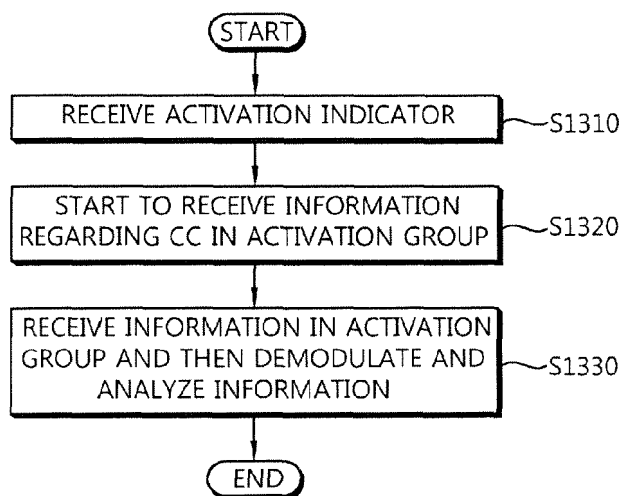 START
RECEIVE ACTIVATION INDICATOR
S1310
START TO RECEIVE INFORMATION
REGARDING CC IN ACTIVATION GROUP
S1320
RECEIVE INFORMATION IN ACTIVATION
GROUP AND THEN DEMODULATE AND
ANALYZE INFORMATION
S1330
END